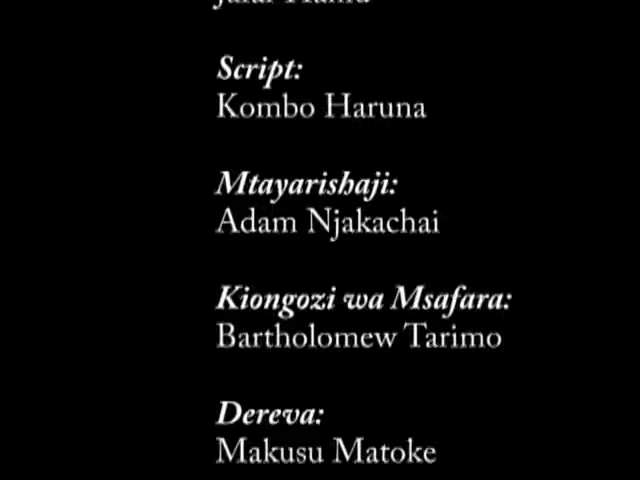 Script:
Kombo Haruna
Mtayarishaji:
Adam Njakachai
Kiongozi wa Msafara:
Bartholomew Tarimo
Dereva:
Makusu Matoke